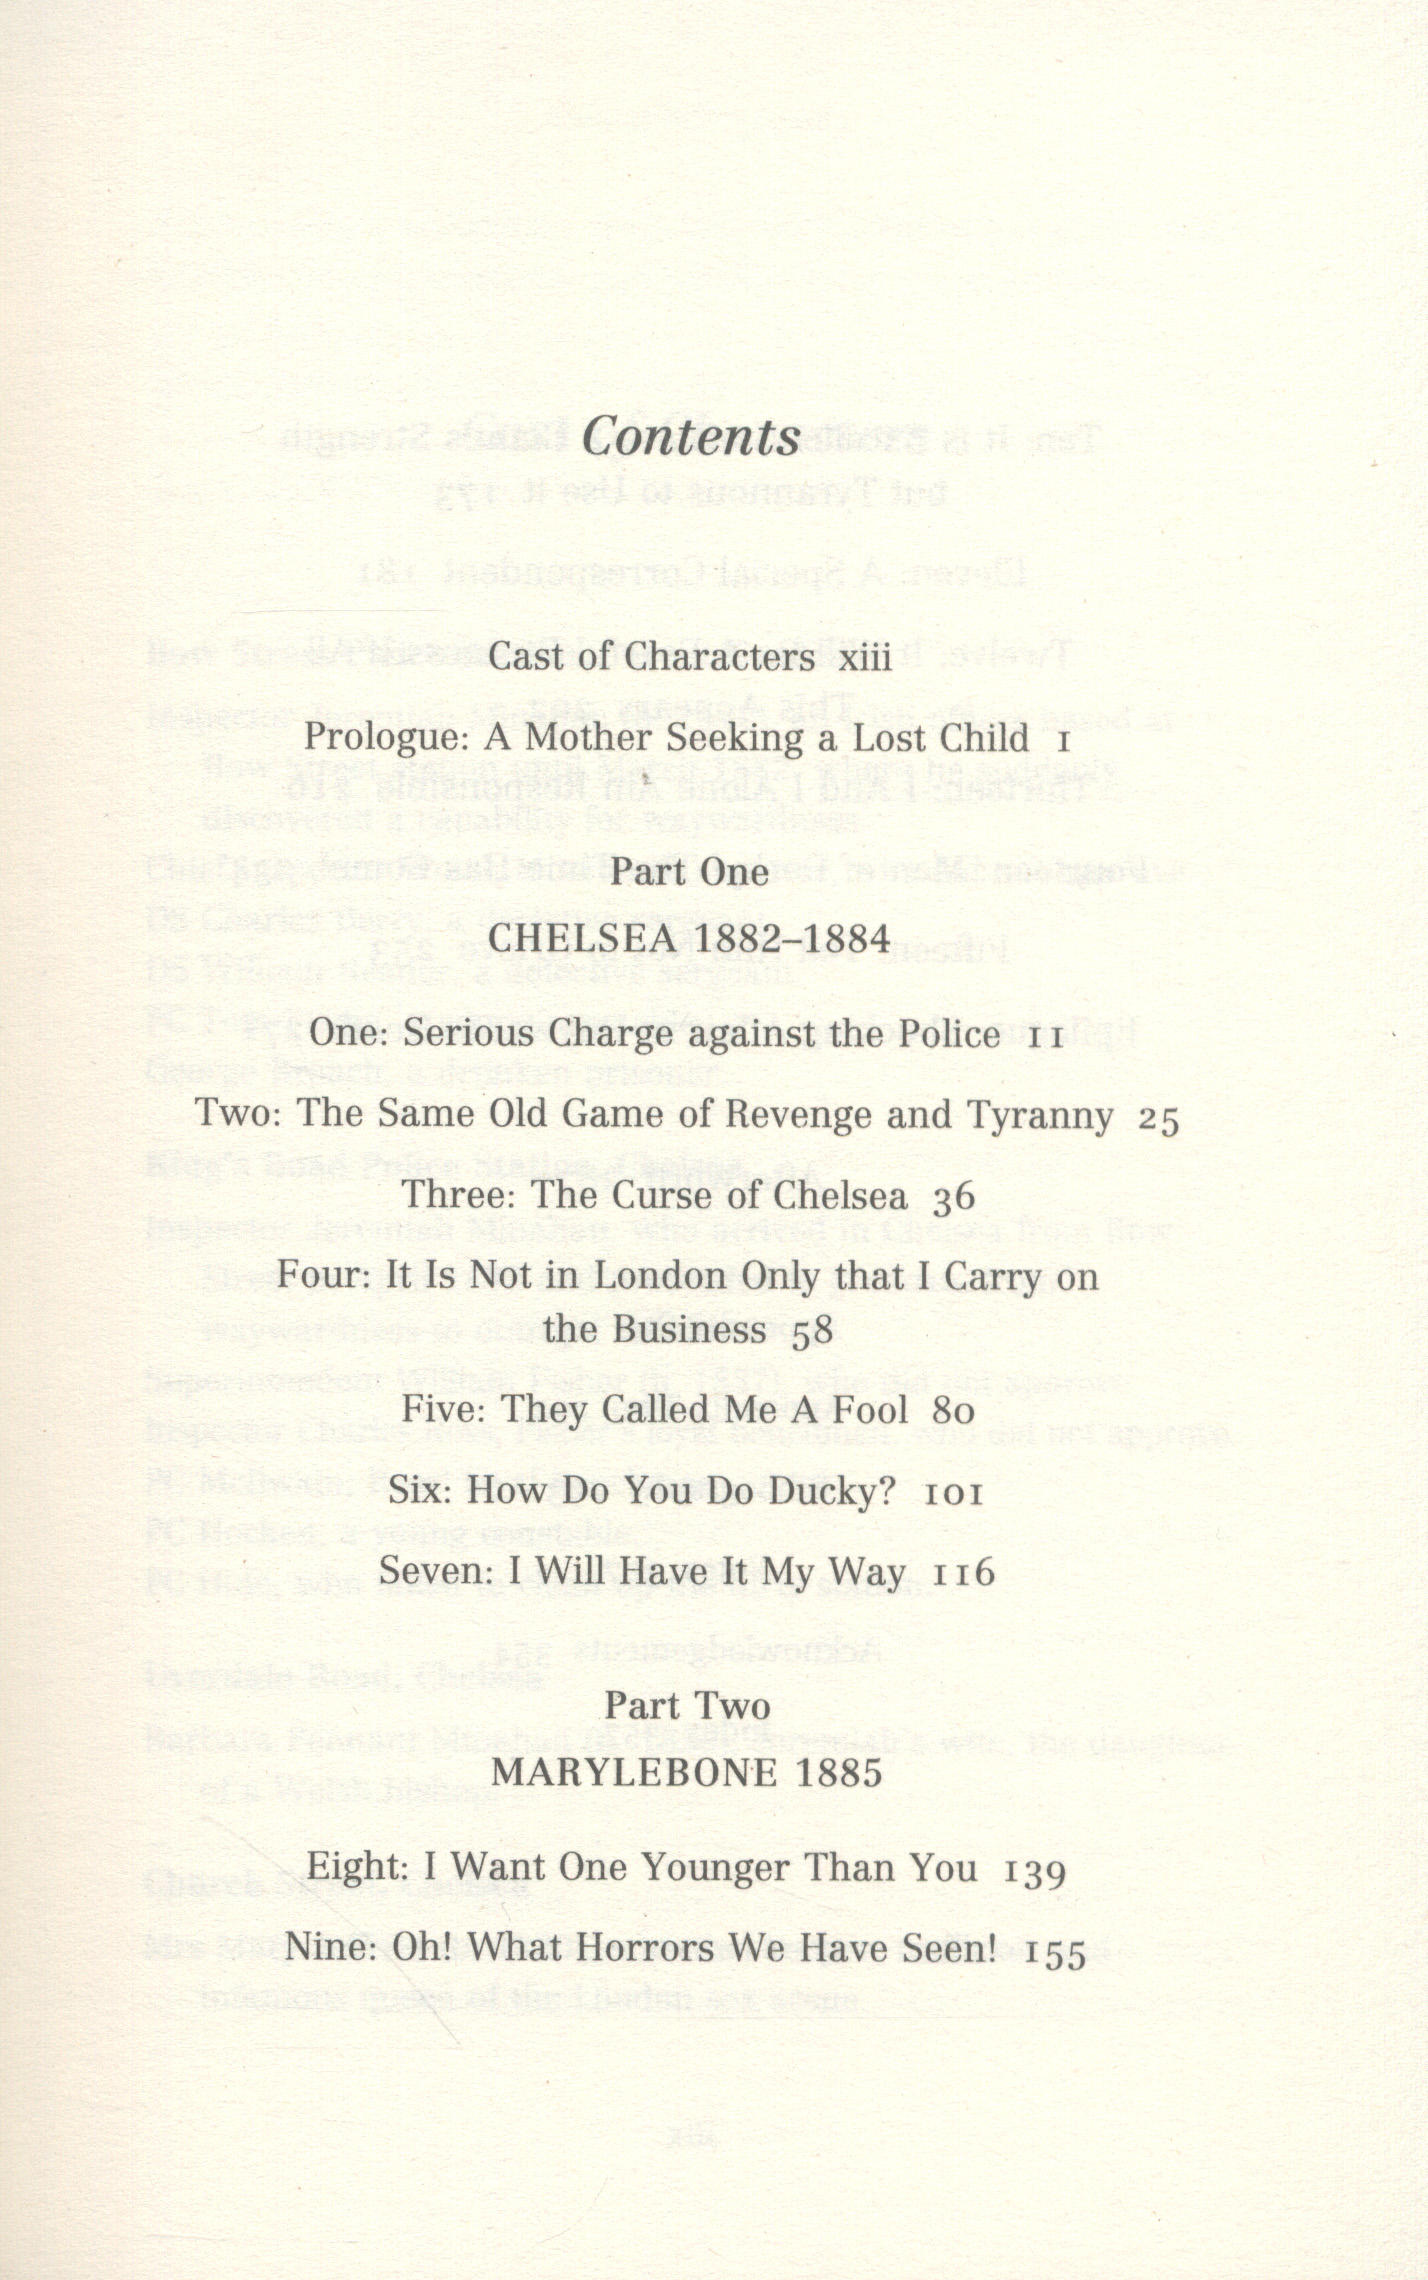 Contents
Cast of Characters xiii
Prologue: A Mother Seeking a Lost Child 1
Part One
CHELSEA 1882–1884
One: Serious Charge against the Police 11
Two: The Same Old Game of Revenge and Tyranny 25
Three: The Curse of Chelsea 36
Four: It Is Not in London Only that I Carry on
the Business 58
Five: They Called Me A Fool 80
Six: How Do You Do Ducky? 101
Seven: I Will Have It My Way 116
Part Two
MARYLEBONE 1885
Eight: I Want One Younger Than You 139
Nine: Oh! What Horrors We Have Seen! 155